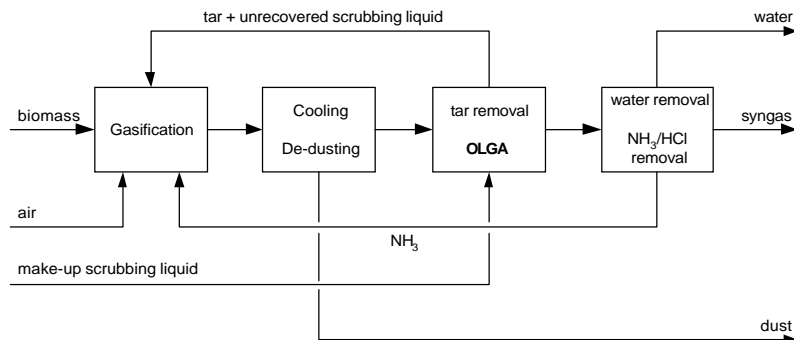 tar + unrecovered scrubbing liquid
water
biomass
Gasification
Cooling
De-dusting
tar removal
OLGA
water removal
NH3/HCl
removal
syngas
air
NH3
make-up scrubbing liquid
dust